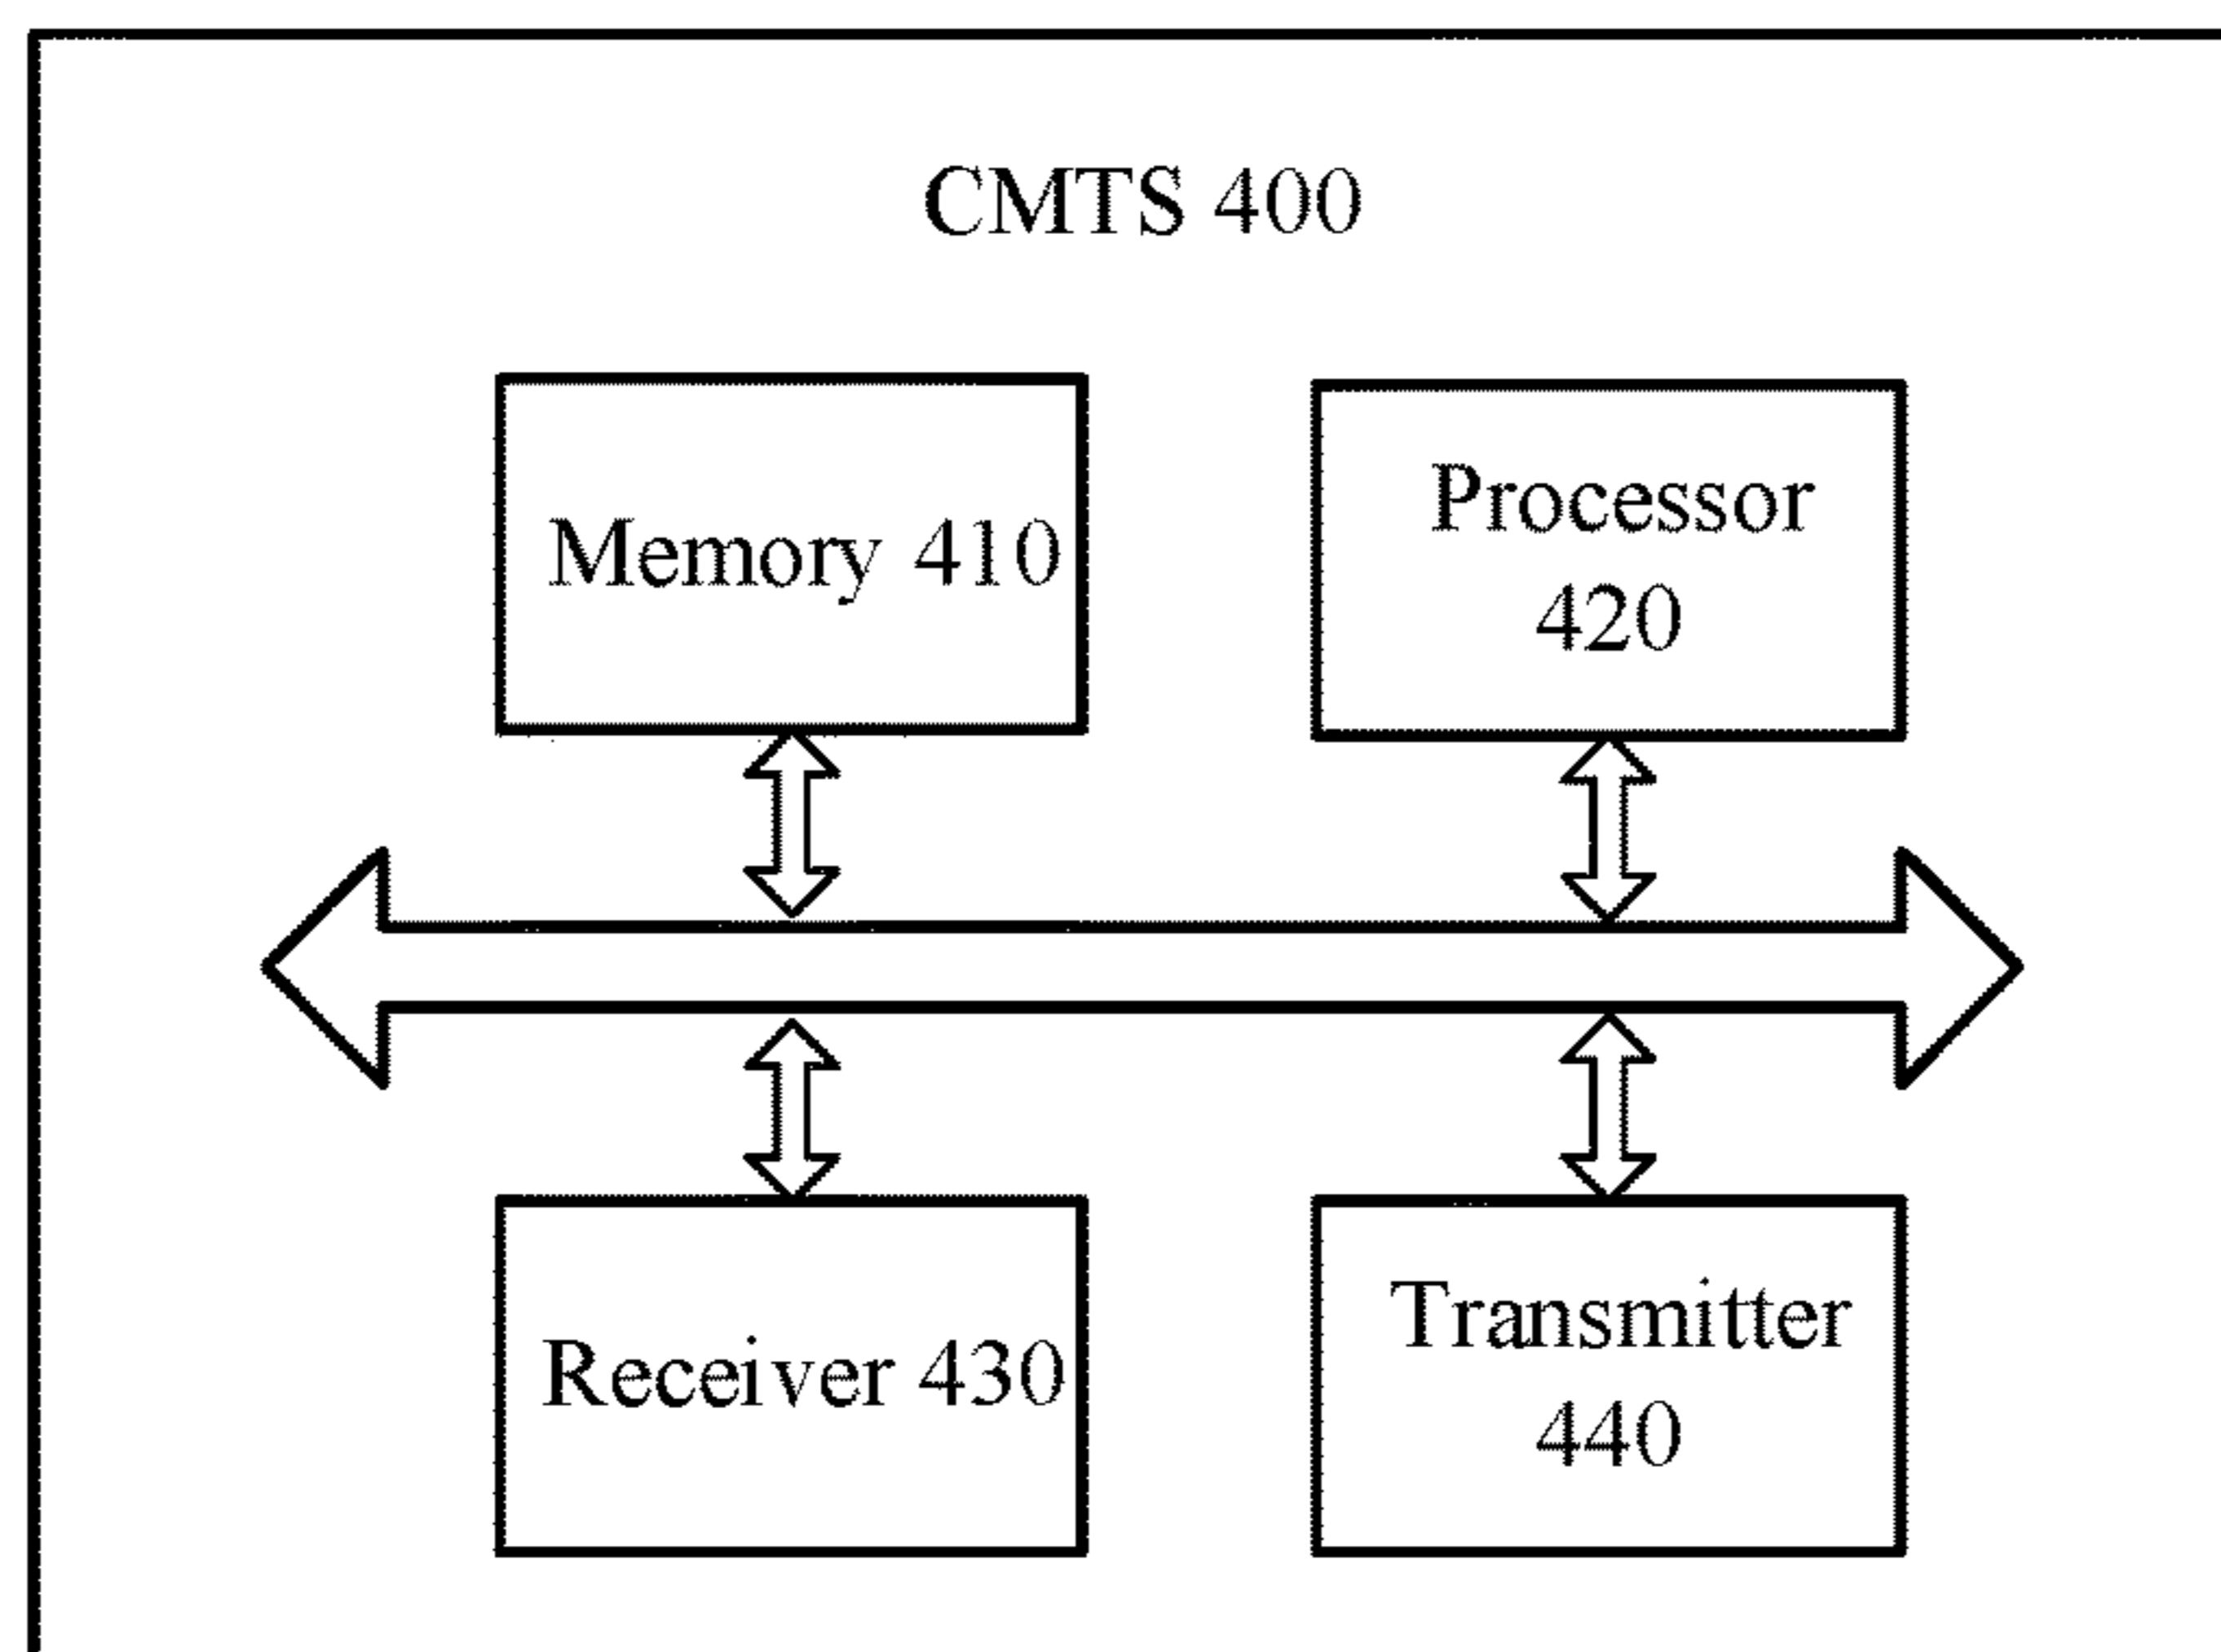 CMTS 400
Memory 410
Processor
420
Receiver 430
Transmitter
440